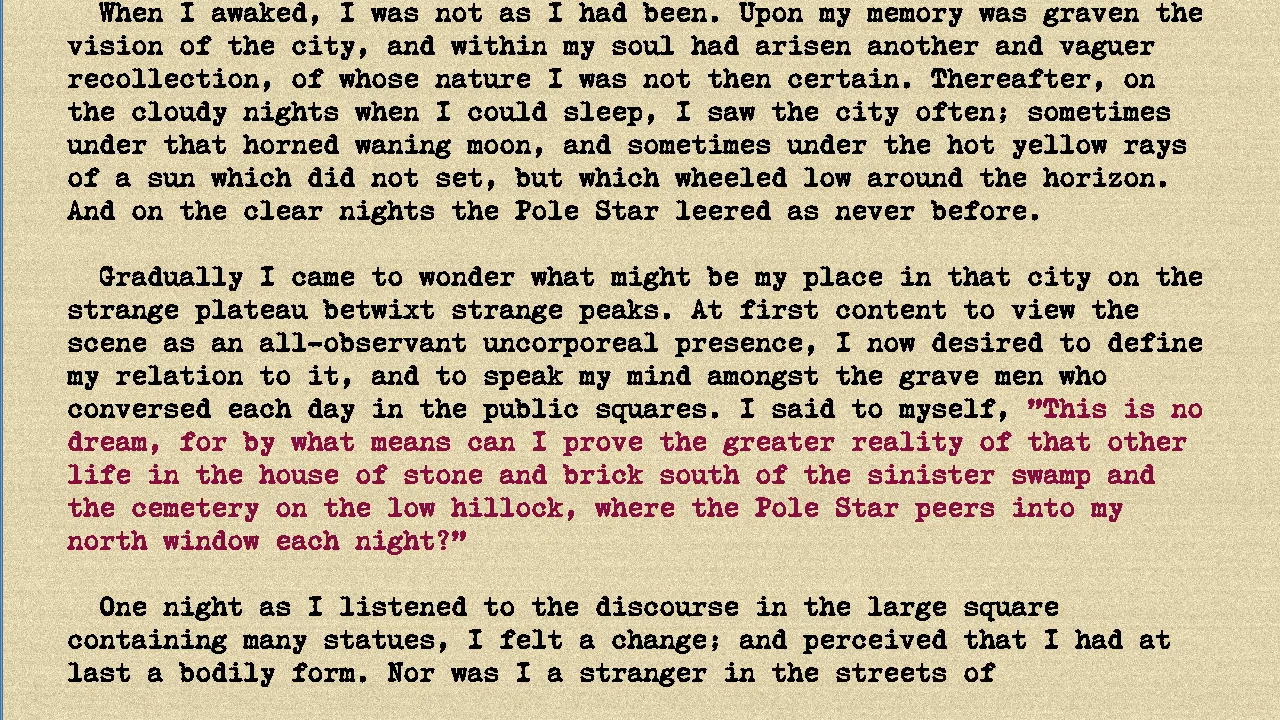 When I awaked, I was not as I had been. Upon my memory was graven the
vision of the city, and within my soul had arisen another and vaguer
recollection, of whose nature I was not then certain. Thereafter, on
the cloudy nights when I could sleep, I saw the city often; sometimes
under that horned waning moon, and sometimes under the hot yellow rays
of a sun which did not set, but which wheeled low around the horizon.
And on the clear nights the Pole Star leered as never before.
Gradually I came to wonder what might be my place in that city on the
strange plateau betwixt strange peaks. At first content to view the
scene as an all-observant uncorporeal presence, I now desired to define
my relation to it, and to speak my mind amongst the grave men who
conversed each day in the public squares. I said to myself, ”This is no
dream, for by what means can I prove the greater reality of that other
life in the house of stone and brick south of the sinister swamp and
the cemetery on the low hillock, where the Pole Star peers into my
north window each night?”
One night as I listened to the discourse in the large square
containing many statues, I felt a change; and perceived that I had at
last a bodily form. Nor was I a stranger in the streets of